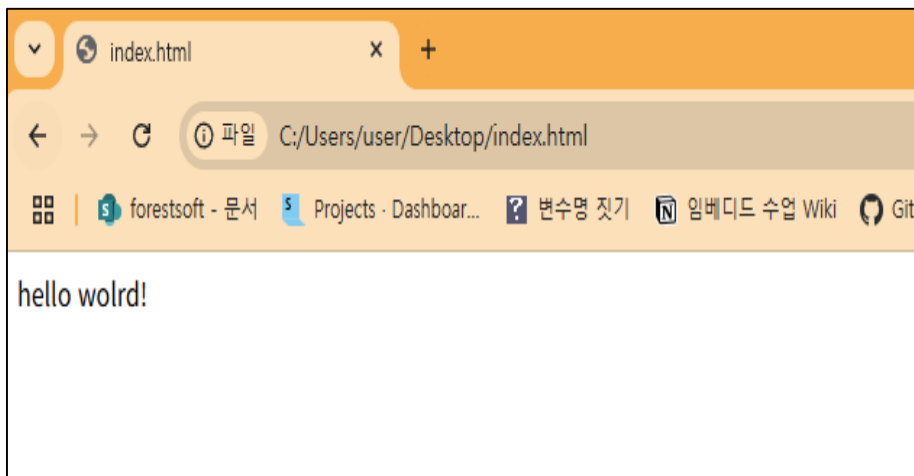 index.html
파일 C:/Users/user/Desktop/index.html
forestsoft - 문서 Projects - Dashboar... 변수명 짓기 임베디드 수업 Wiki Git
hello wolrd!